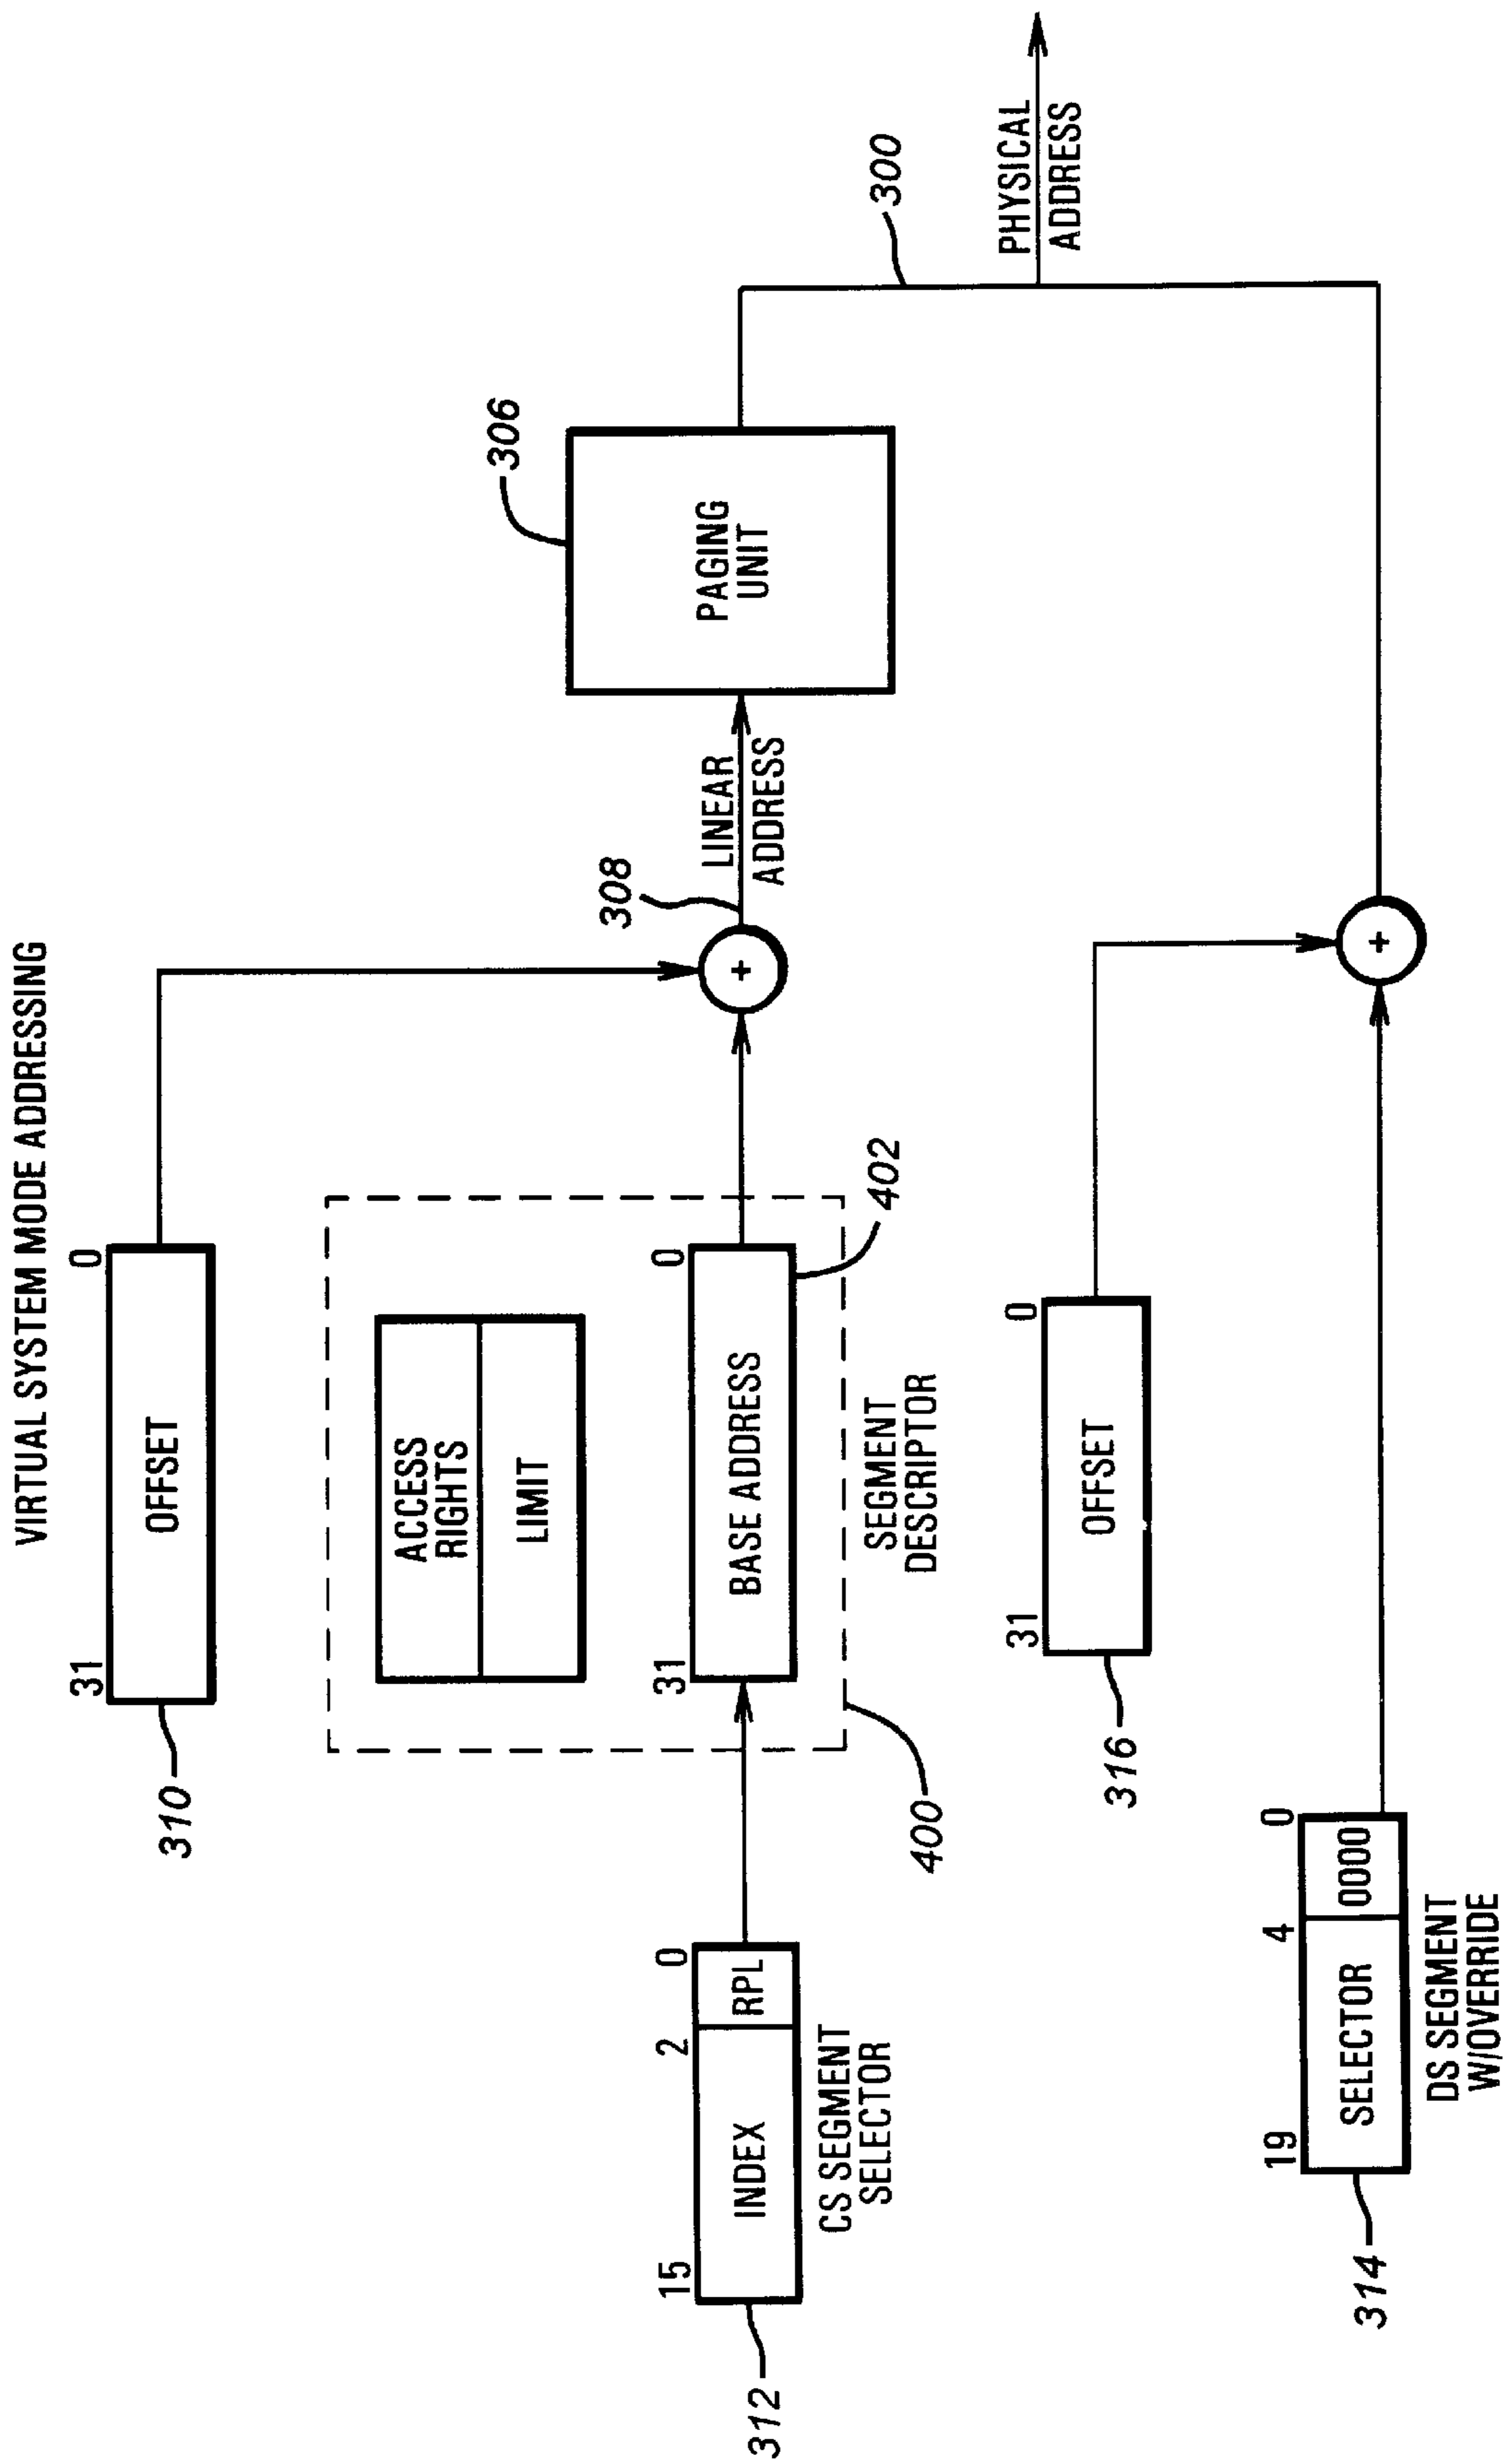 VIRTUAL SYSTEM MODE ADDRESSING
310
31
0
OFFSET
ACCESS
RIGHTS
LIMIT
312
15
2
0
INDEX
RPL
CS SEGMENT
SELECTOR
31
0
BASE ADDRESS
402
400
SEGMENT
DESCRIPTOR
+
308
LINEAR
ADDRESS
306
PAGING
UNIT
300
PHYSICAL
ADDRESS
316
31
0
OFFSET
314
19
4
0
SELECTOR
0000
DS SEGMENT
W/OVERRIDE
+